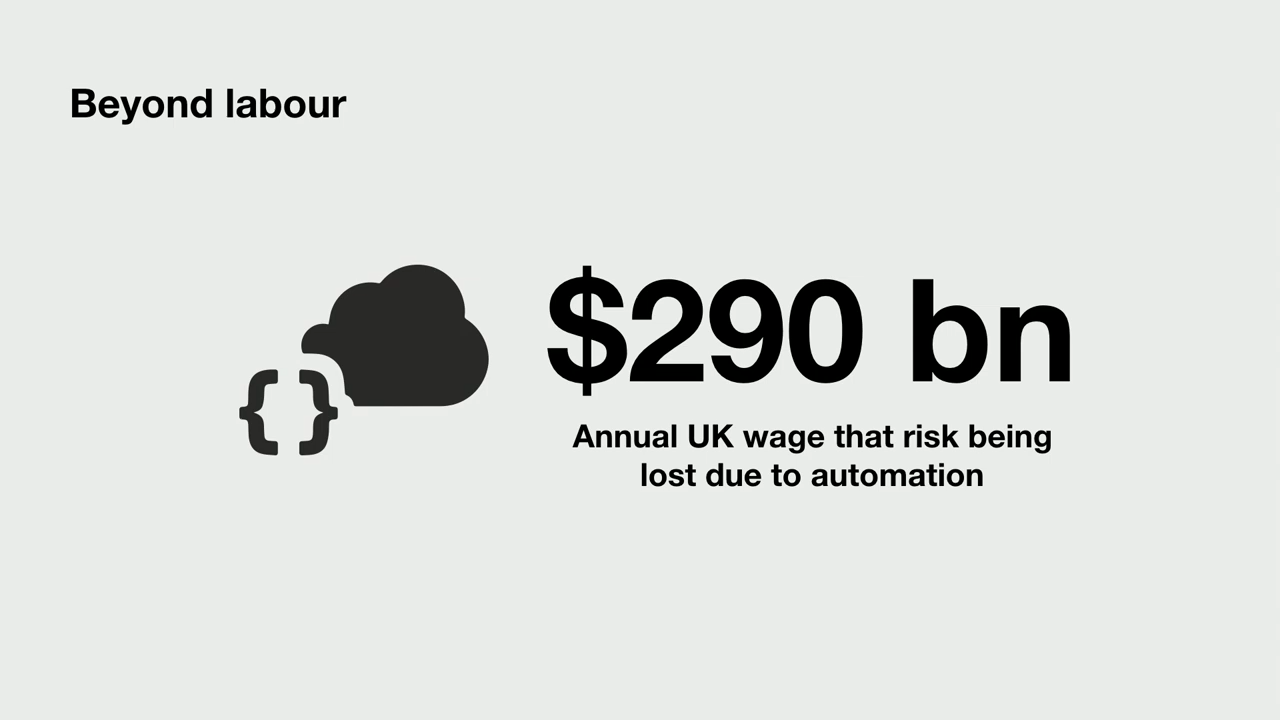 Beyond labour
{ }
$290 bn
Annual UK wage that risk being
lost due to automation